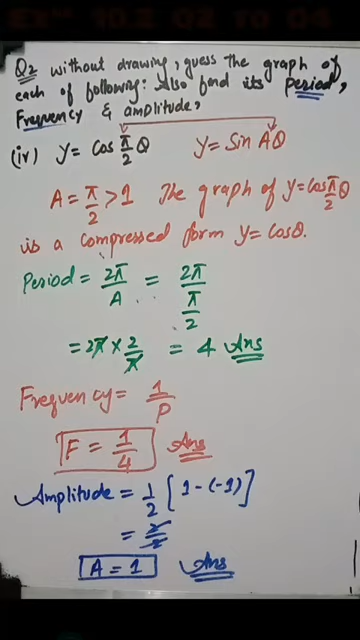 Q2 without drawing, guess the graph of
each of following: Also find its period,
Frequency & amplitude,
(iv) y = Cos π/2 θ y = Sin Aθ
A = π/2 > 1 The graph of y = Cos π/2 θ
is a compressed form y = Cosθ.
Period = 2π/A = 2π/(π/2)
= 2π × 2/π = 4 Ans
Frequency = 1/P
F = 1/4 Ans
Amplitude = 1/2 [1-(-1)]
= 2/2
A = 1 Ans